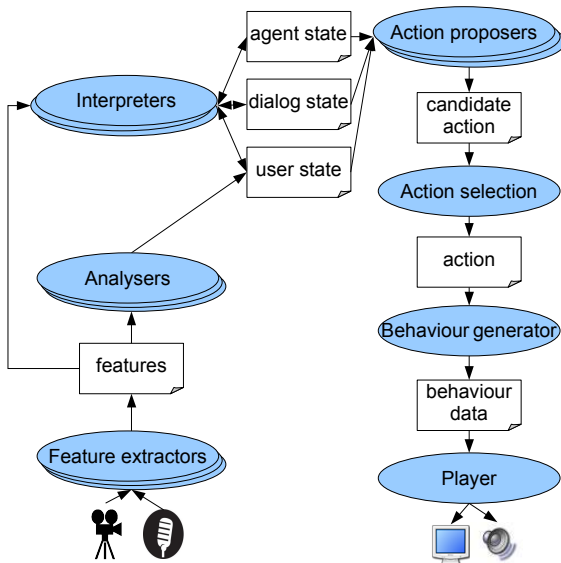 agent state
Action proposers
Interpreters
dialog state
candidate
action
user state
Action selection
action
Analysers
Behaviour generator
features
behaviour
data
Feature extractors
Player